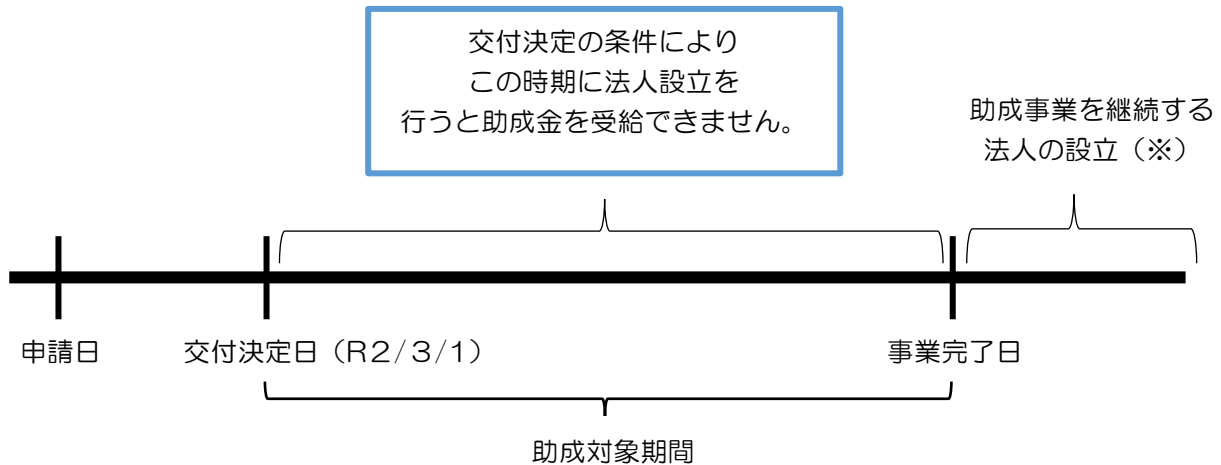 交付決定の条件により
この時期に法人設立を
行うと助成金を受給できません。
助成事業を継続する
法人の設立（※）
申請日
交付決定日（R２/３/１）
事業完了日
助成対象期間